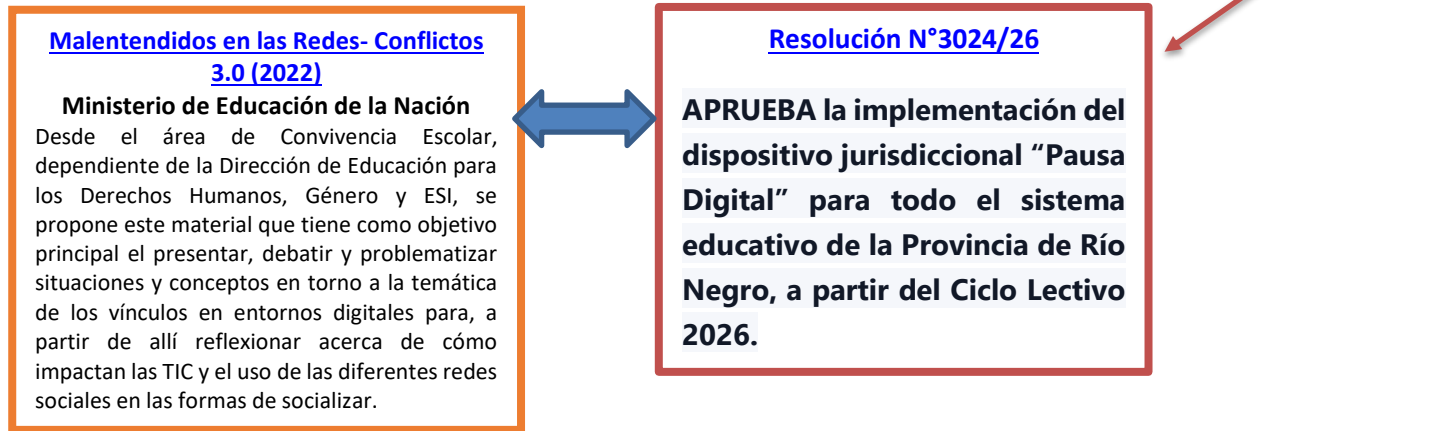 Malentendidos en las Redes- Conflictos
3.0 (2022)
Ministerio de Educación de la Nación
Desde el área de Convivencia Escolar,
dependiente de la Dirección de Educación para
los Derechos Humanos, Género y ESI, se
propone este material que tiene como objetivo
principal el presentar, debatir y problematizar
situaciones y conceptos en torno a la temática
de los vínculos en entornos digitales para, a
partir de allí reflexionar acerca de cómo
impactan las TIC y el uso de las diferentes redes
sociales en las formas de socializar.
Resolución N°3024/26
APRUEBA la implementación del
dispositivo jurisdiccional “Pausa
Digital” para todo el sistema
educativo de la Provincia de Río
Negro, a partir del Ciclo Lectivo
2026.